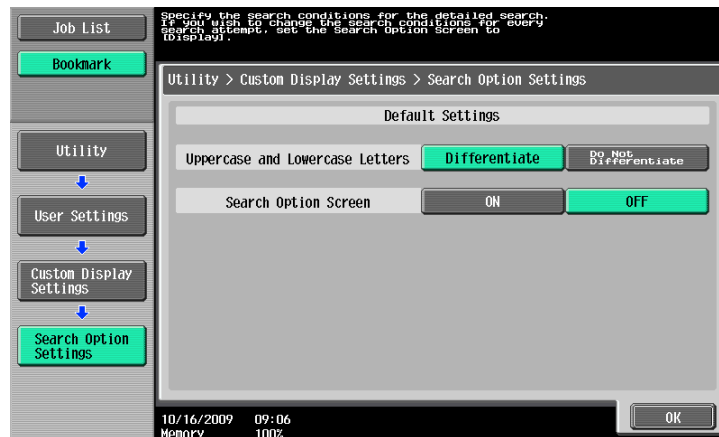 Job List
Bookmark
Specify the search conditions for the detailed search.
If you wish to change the search conditions for every
search attempt, set the Search Option Screen to
[Display].
Utility > Custom Display Settings > Search Option Settings
Default Settings
Uppercase and Lowercase Letters
Differentiate
Do Not
Differentiate
Search Option Screen
ON
OFF
Utility
User Settings
Custom Display
Settings
Search Option
Settings
10/16/2009 09:06
Memory 100%
OK